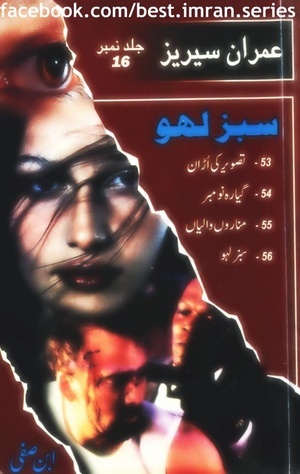 facebook.com/best.imran.series
عمران سیریز جلد نمبر 16
سبز لہو
53- تصویر کی اُڑان
54- گیارہ نومبر
55- مناروں والیاں
56- سبز لہو
ابن صفی